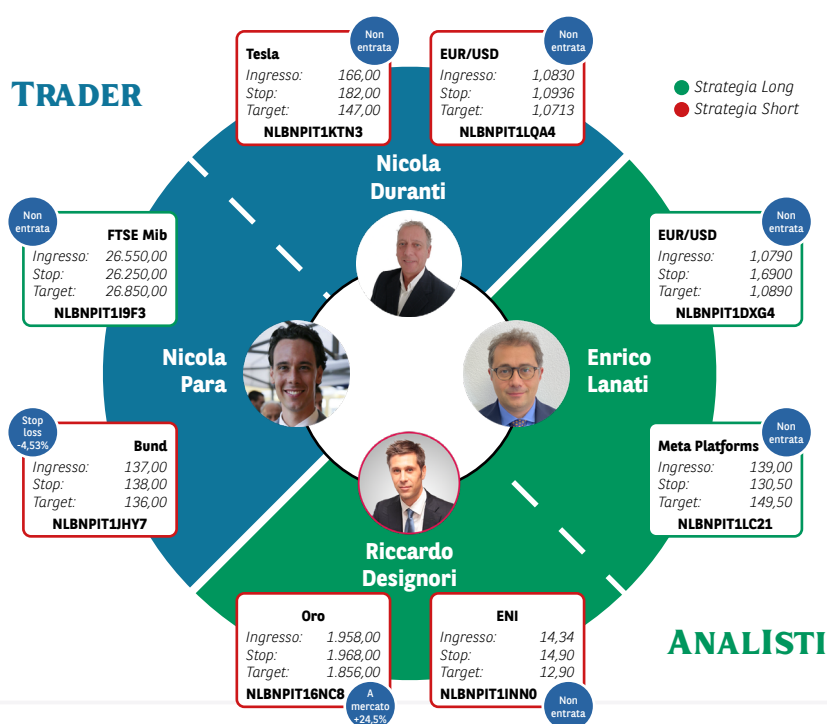 TRADER
Non
entrata
Tesla
Ingresso: 166,00
Stop: 182,00
Target: 147,00
NLBNPIT1KTN3
Non
entrata
EUR/USD
Ingresso: 1,0830
Stop: 1,0936
Target: 1,0713
NLBNPIT1LQA4
Strategia Long
Strategia Short
Nicola
Duranti
Non
entrata
FTSE Mib
Ingresso: 26.550,00
Stop: 26.250,00
Target: 26.850,00
NLBNPIT1I9F3
Non
entrata
EUR/USD
Ingresso: 1,0790
Stop: 1,6900
Target: 1,0890
NLBNPIT1DXG4
Nicola
Para
Enrico
Lanati
Stop
loss
-4,53%
Bund
Ingresso: 137,00
Stop: 138,00
Target: 136,00
NLBNPIT1JHY7
Non
entrata
Meta Platforms
Ingresso: 139,00
Stop: 130,50
Target: 149,50
NLBNPIT1LC21
Riccardo
Designori
Oro
Ingresso: 1.958,00
Stop: 1.968,00
Target: 1.856,00
NLBNPIT16NC8
A
mercato
+24,5%
ENI
Ingresso: 14,34
Stop: 14,90
Target: 12,90
NLBNPIT1INN0
Non
entrata
ANALISTI